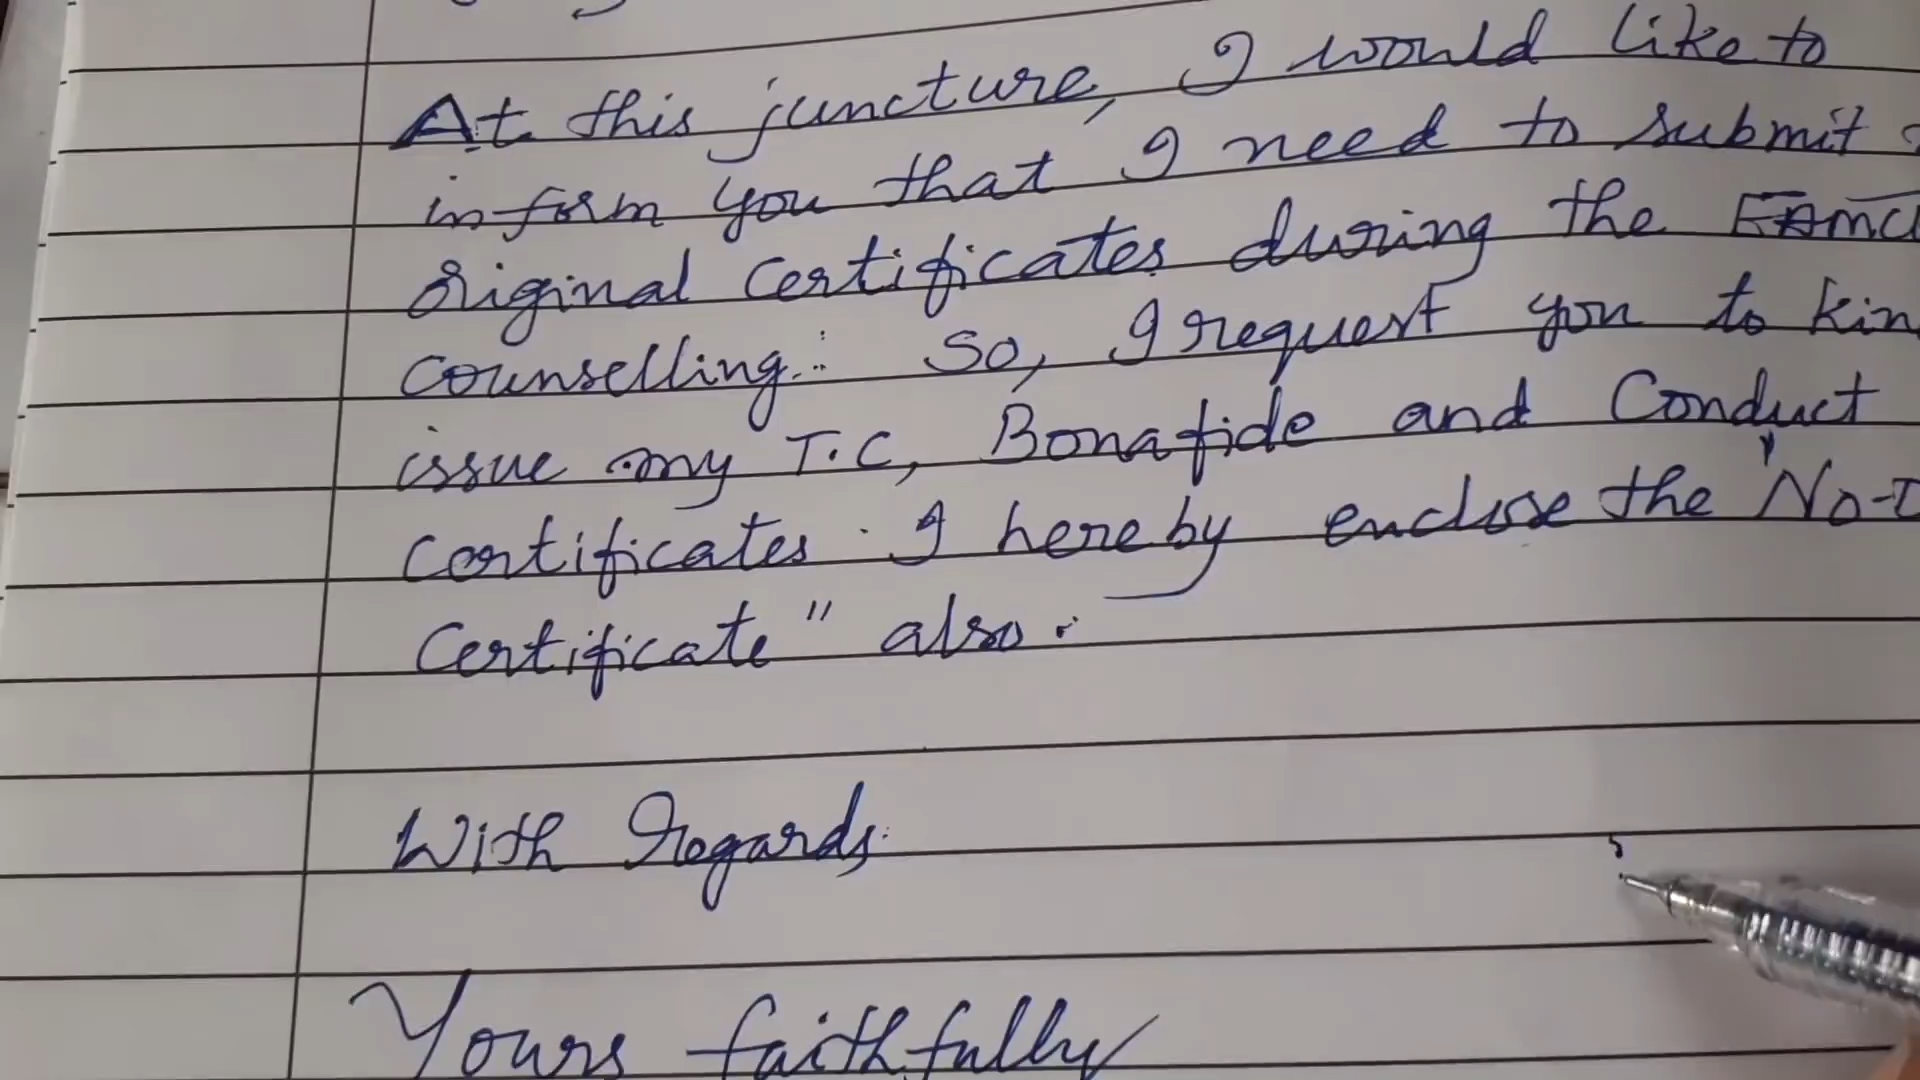 At this juncture, I would like to
inform you that I need to submit
original certificates during the
counselling. So, I request you to
issue my T.C, Bonafide and Conduct
certificates. I hereby enclose the "No-
Certificate" also.
With regards.
Yours faithfully